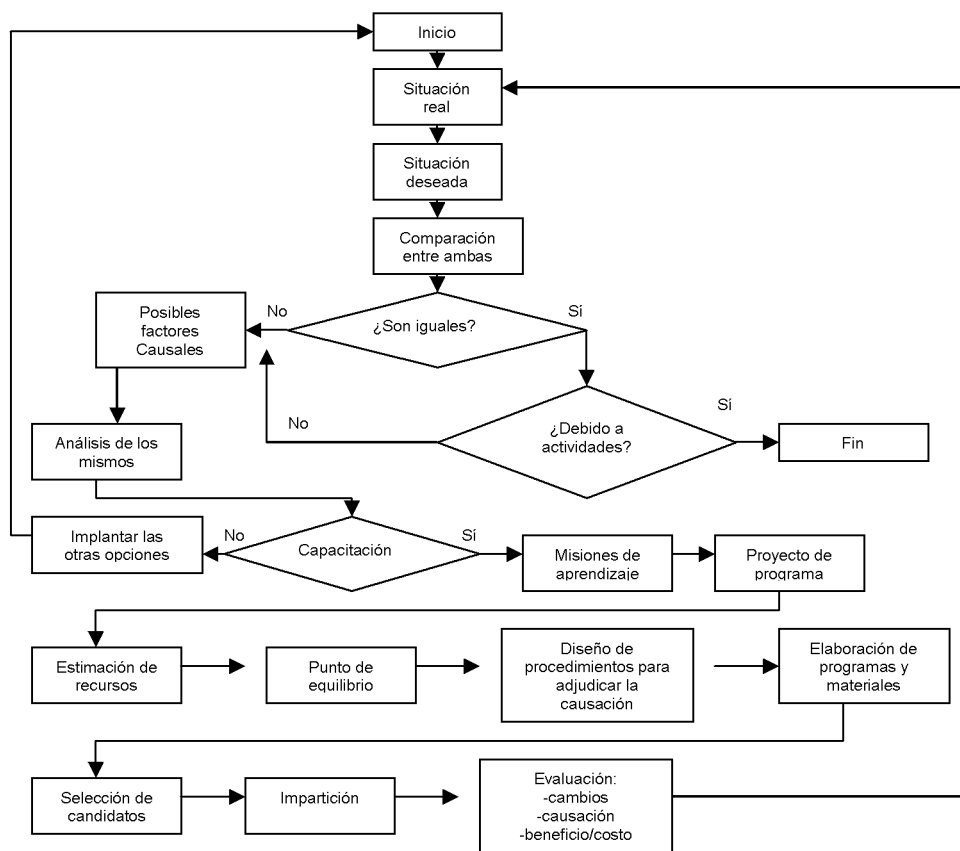 Inicio
Situación
real
Situación
deseada
Comparación
entre ambas
Posibles
factores
Causales
No
¿Son iguales?
Sí
Análisis de los
mismos
No
¿Debido a
actividades?
Sí
Fin
Implantar las
otras opciones
No
Capacitación
Sí
Misiones de
aprendizaje
Proyecto de
programa
Estimación de
recursos
Punto de
equilibrio
Diseño de
procedimientos para
adjudicar la
causación
Elaboración de
programas y
materiales
Selección de
candidatos
Impartición
Evaluación:
-cambios
-causación
-beneficio/costo